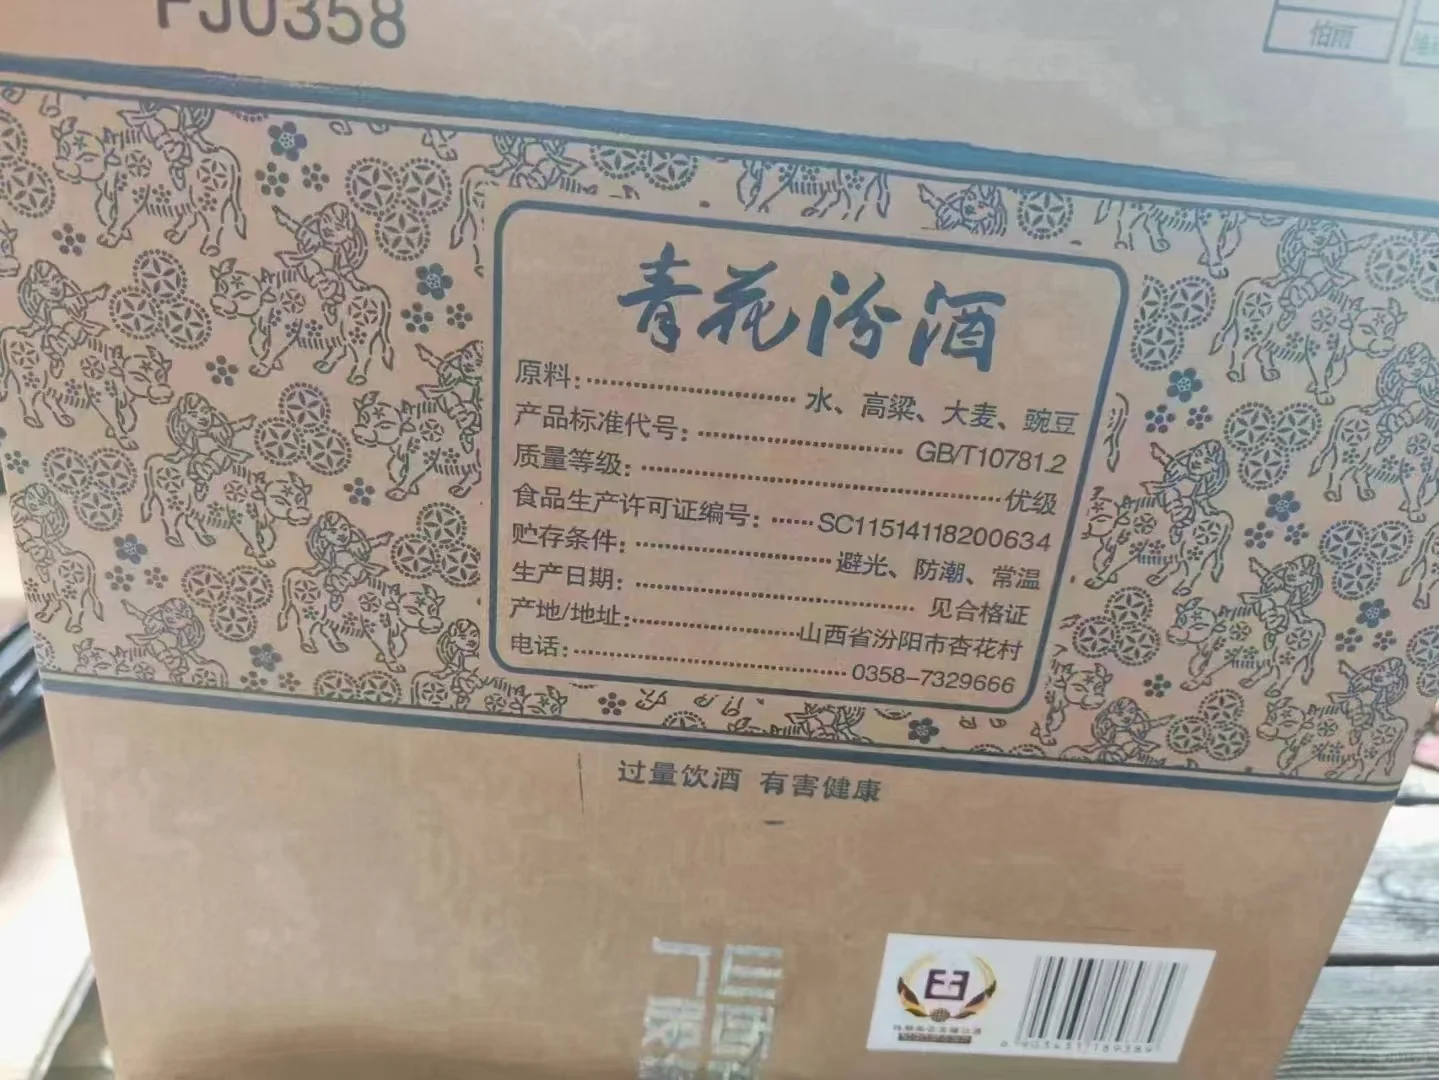 FJ0358
怕雨
青花汾酒
原料:水、高粱、大麦、豌豆
产品标准代号:GB/T10781.2
质量等级:优级
食品生产许可证编号:SC11514118200634
贮存条件:避光、防潮、常温
生产日期:见合格证
产地/地址:山西省汾阳市杏花村
电话:0358-7329666
过量饮酒 有害健康